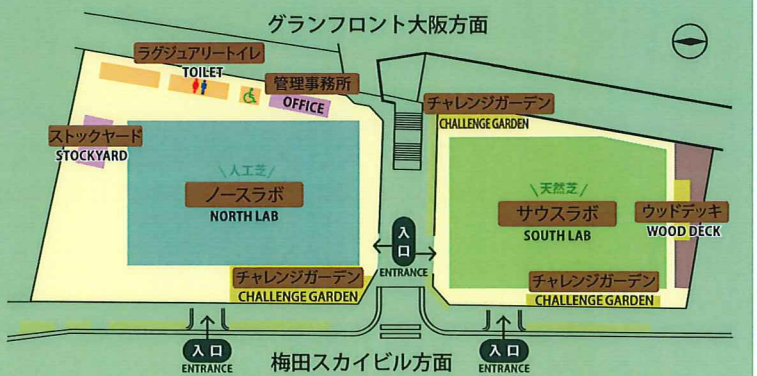 グランフロント大阪方面
ラグジュアリートイレ
TOILET
管理事務所
OFFICE
チャレンジガーデン
CHALLENGE GARDEN
ストックヤード
STOCKYARD
\人工芝/
ノースラボ
NORTH LAB
\天然芝/
サウスラボ
SOUTH LAB
ウッドデッキ
WOOD DECK
入口
ENTRANCE
チャレンジガーデン
CHALLENGE GARDEN
チャレンジガーデン
CHALLENGE GARDEN
入口
ENTRANCE
梅田スカイビル方面
入口
ENTRANCE